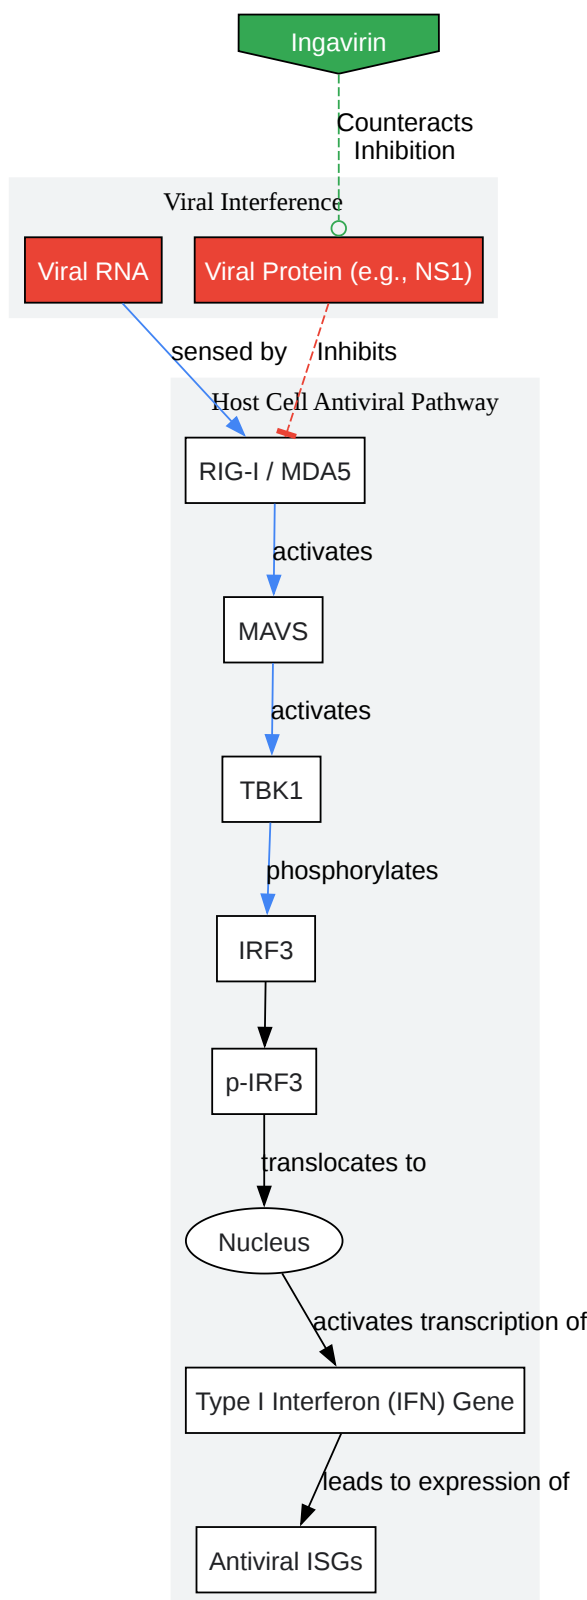 Ingavirin
Counteracts
Inhibition
Viral Interference
Viral RNA
Viral Protein (e.g., NS1)
sensed by
Inhibits
Host Cell Antiviral Pathway
RIG-I / MDA5
activates
MAVS
activates
TBK1
phosphorylates
IRF3
p-IRF3
translocates to
Nucleus
activates transcription of
Type I Interferon (IFN) Gene
leads to expression of
Antiviral ISGs